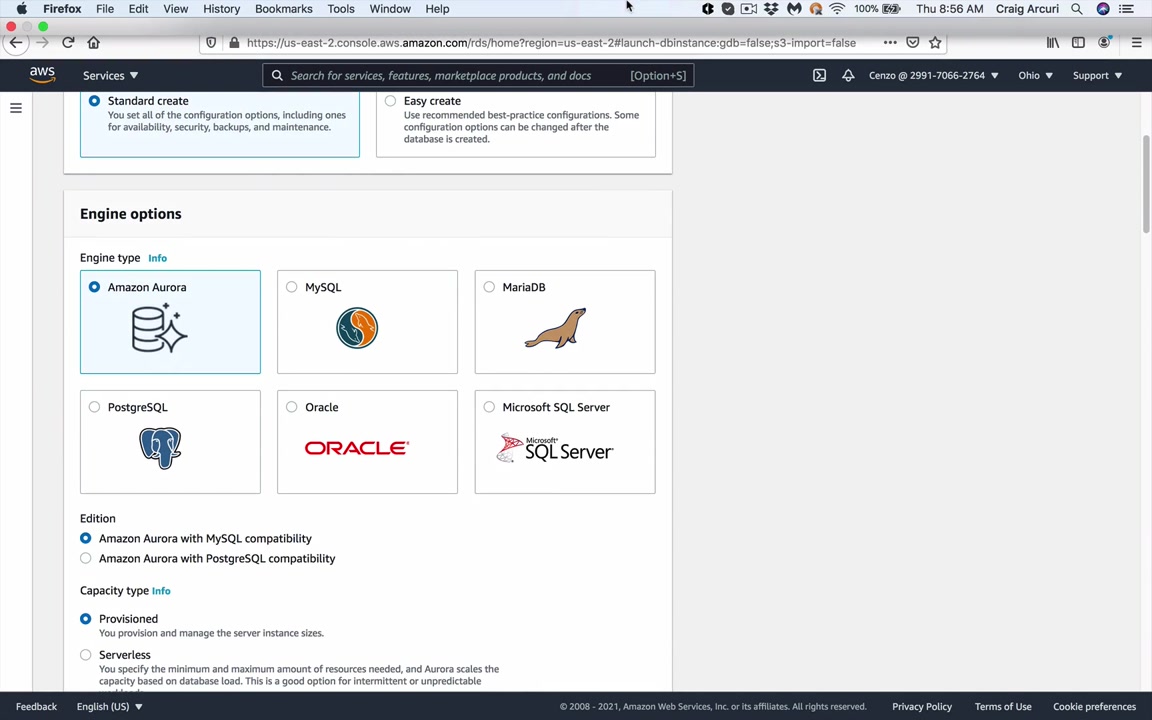 Firefox File Edit View History Bookmarks Tools Window Help 100% Thu 8:56 AM Craig Arcuri
https://us-east-2.console.aws.amazon.com/rds/home?region=us-east-2#launch-dbinstance:gdb=false;s3-import=false
aws Services Search for services, features, marketplace products, and docs [Option+S] Cenzo @ 2991-7066-2764 Ohio Support
Standard create
You set all of the configuration options, including ones
for availability, security, backups, and maintenance.
Easy create
Use recommended best-practice configurations. Some
configuration options can be changed after the
database is created.
Engine options
Engine type Info
Amazon Aurora
MySQL
MariaDB
PostgreSQL
Oracle
ORACLE
Microsoft SQL Server
Microsoft
SQL Server
Edition
Amazon Aurora with MySQL compatibility
Amazon Aurora with PostgreSQL compatibility
Capacity type Info
Provisioned
You provision and manage the server instance sizes.
Serverless
You specify the minimum and maximum amount of resources needed, and Aurora scales the
capacity based on database load. This is a good option for intermittent or unpredictable
Feedback English (US) © 2008 - 2021, Amazon Web Services, Inc. or its affiliates. All rights reserved. Privacy Policy Terms of Use Cookie preferences